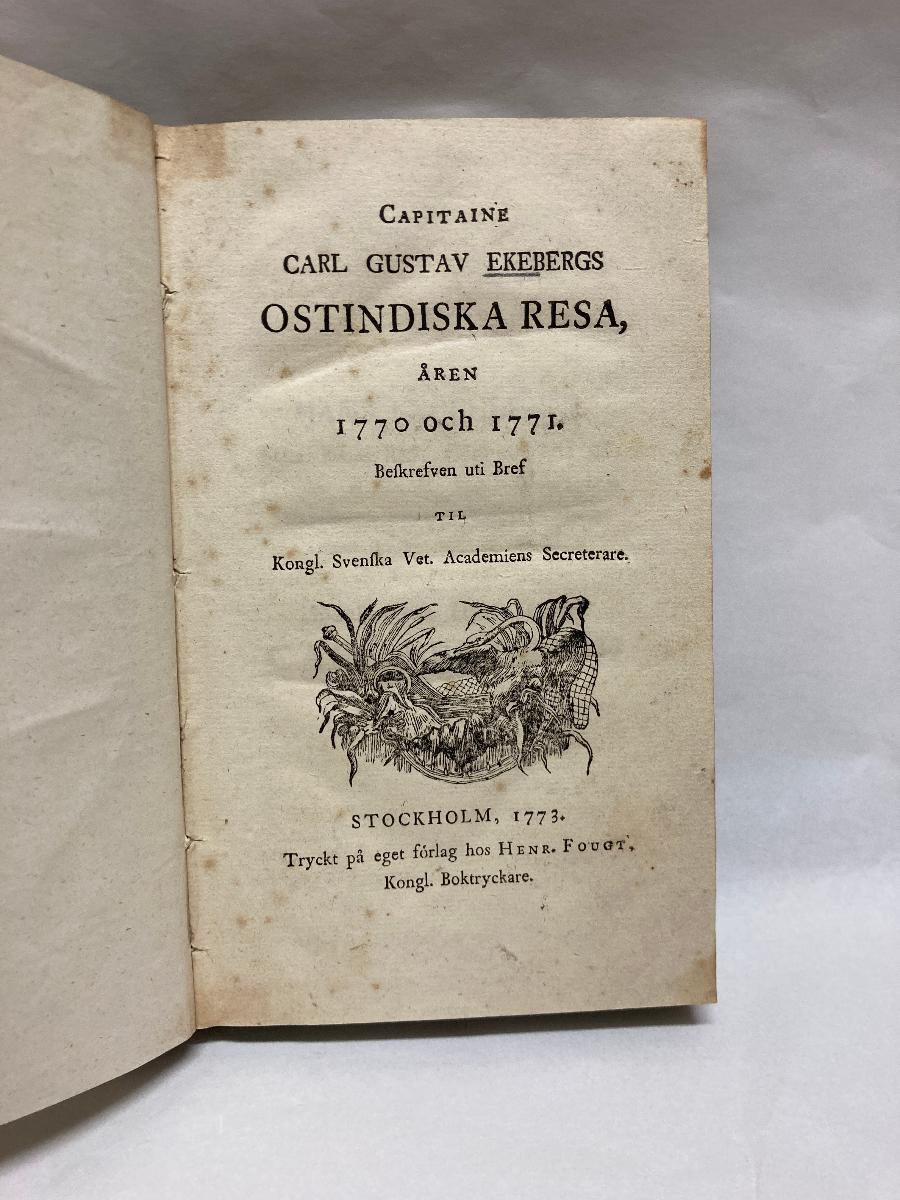 CAPITAINE
CARL GUSTAV EKEBERGS
OSTINDISKA RESA,
ÅREN
1770 och 1771.
Beſkrefven uti Bref
TIL
Kongl. Svenſka Vet. Academiens Secreterare.
STOCKHOLM, 1773.
Tryckt på eget förlag hos HENR. FOUGT,
Kongl. Boktryckare.